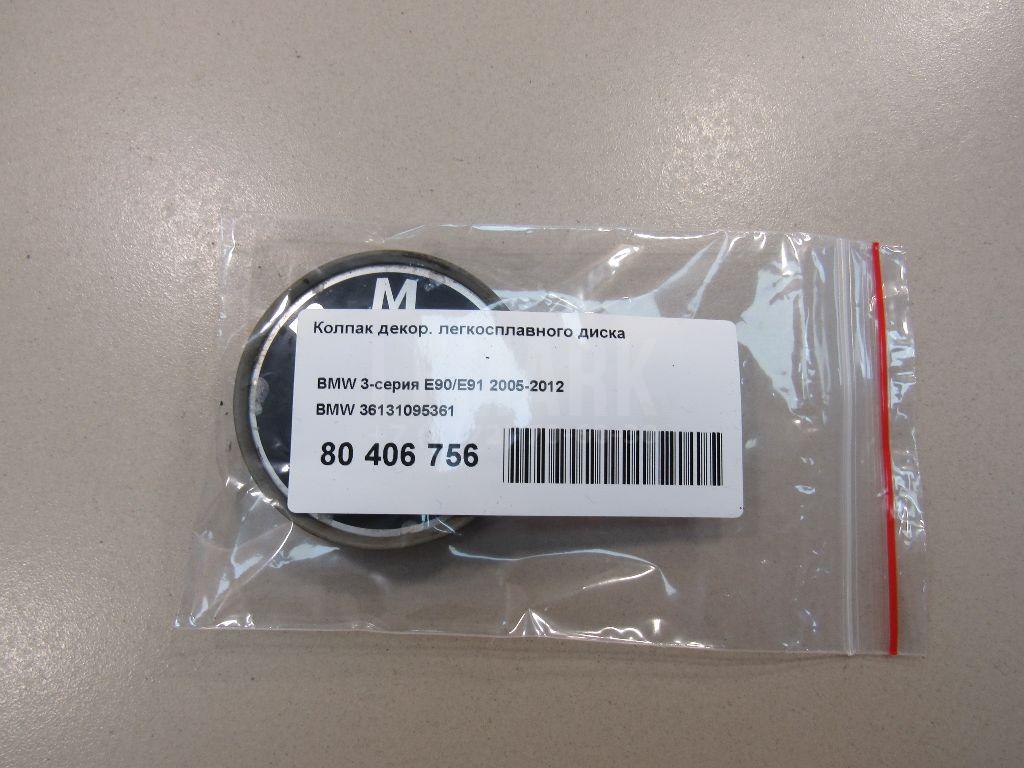 M
Колпак декор. легкосплавного диска
-
BMW 3-серия E90/E91 2005-2012
BMW 36131095361
80 406 756